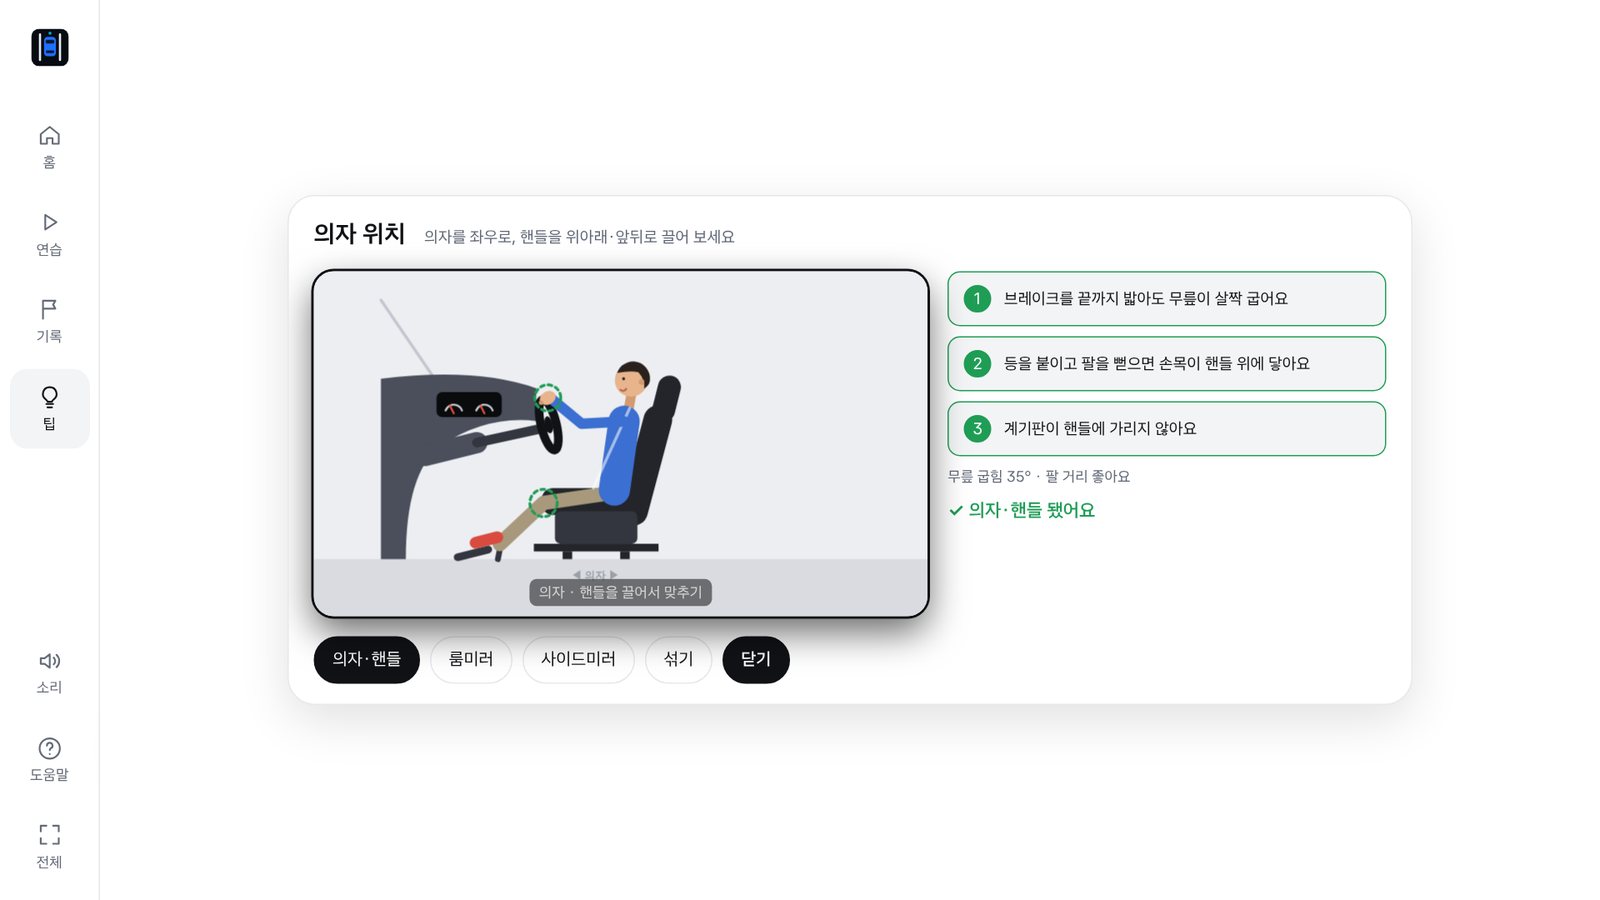 홈
연습
기록
팁
소리
도움말
전체
의자 위치
의자를 좌우로, 핸들을 위아래·앞뒤로 끌어 보세요
◀ 의자 ▶
의자 · 핸들을 끌어서 맞추기
1 브레이크를 끝까지 밟아도 무릎이 살짝 굽어요
2 등을 붙이고 팔을 뻗으면 손목이 핸들 위에 닿아요
3 계기판이 핸들에 가리지 않아요
무릎 굽힘 35° · 팔 거리 좋아요
✓ 의자·핸들 됐어요
의자·핸들 룸미러 사이드미러 섞기 닫기